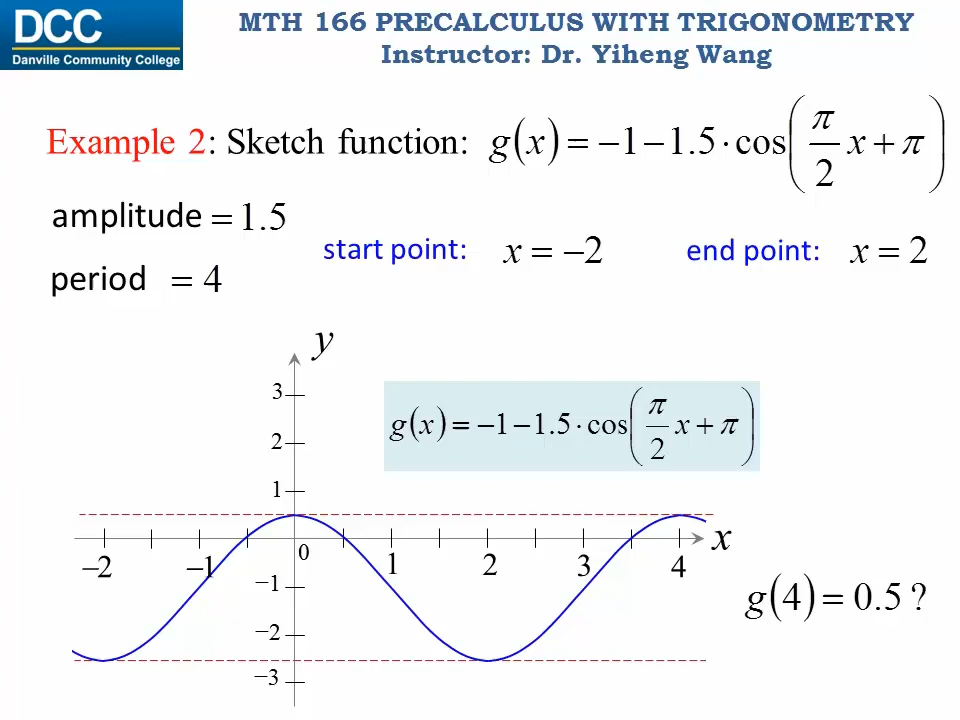 DCC
Danville Community College
MTH 166 PRECALCULUS WITH TRIGONOMETRY
Instructor: Dr. Yiheng Wang
Example 2: Sketch function: g(x) = −1 − 1.5 · cos(π/2 x + π)
amplitude = 1.5
start point: x = −2 end point: x = 2
period = 4
y
3
2
1
g(x) = −1 − 1.5 · cos(π/2 x + π)
−2 −1 0 1 2 3 4 x
−1
−2
−3
g(4) = 0.5 ?